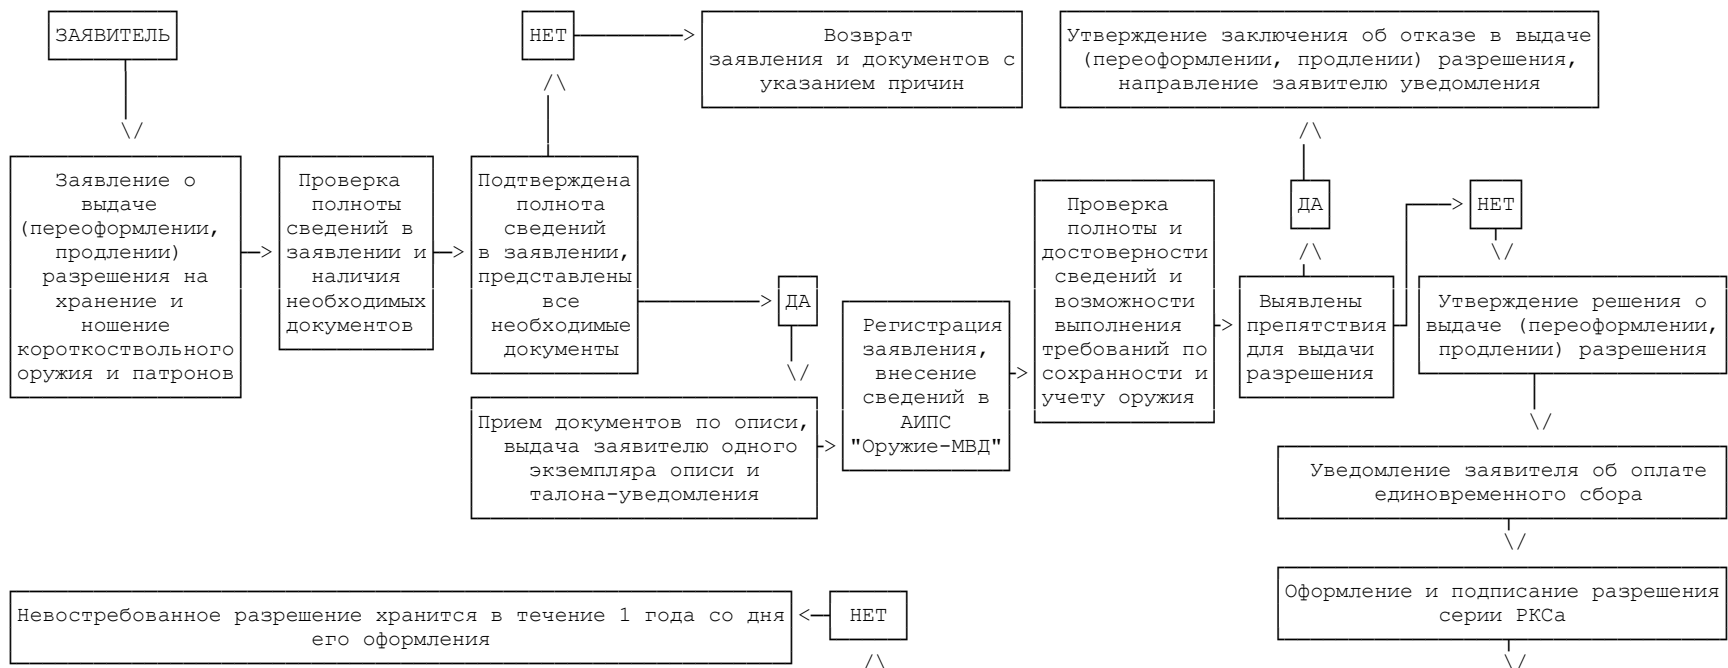 ЗАЯВИТЕЛЬ
НЕТ
Возврат
заявления и документов с
указанием причин
Утверждение заключения об отказе в выдаче
(переоформлении, продлении) разрешения,
направление заявителю уведомления
Заявление о
выдаче
(переоформлении,
продлении)
разрешения на
хранение и
ношение
короткоствольного
оружия и патронов
Проверка
полноты
сведений в
заявлении и
наличия
необходимых
документов
Подтверждена
полнота
сведений
в заявлении,
представлены
все
необходимые
документы
ДА
Прием документов по описи,
выдача заявителю одного
экземпляра описи и
талона-уведомления
Регистрация
заявления,
внесение
сведений в
АИПС
"Оружие-МВД"
Проверка
полноты и
достоверности
сведений и
возможности
выполнения
требований по
сохранности и
учету оружия
ДА
НЕТ
Выявлены
препятствия
для выдачи
разрешения
Утверждение решения о
выдаче (переоформлении,
продлении) разрешения
Уведомление заявителя об оплате
единовременного сбора
Оформление и подписание разрешения
серии РКСа
НЕТ
Невостребованное разрешение хранится в течение 1 года со дня
его оформления